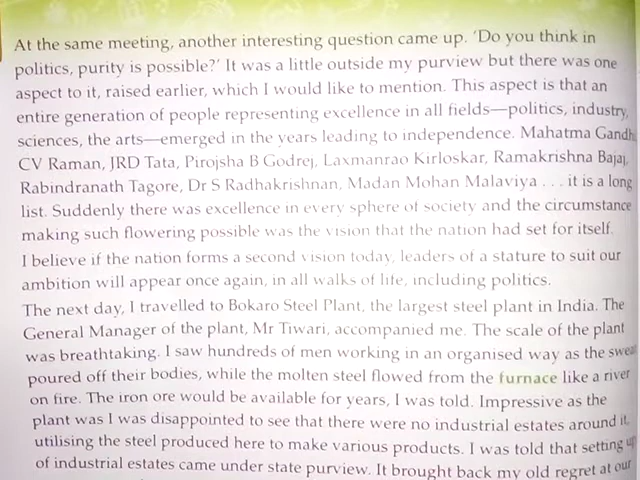 At the same meeting, another interesting question came up. ‘Do you think in
politics, purity is possible?’ It was a little outside my purview but there was one
aspect to it, raised earlier, which I would like to mention. This aspect is that an
entire generation of people representing excellence in all fields—politics, industry,
sciences, the arts—emerged in the years leading to independence. Mahatma Gandhi,
CV Raman, JRD Tata, Pirojsha B Godrej, Laxmanrao Kirloskar, Ramakrishna Bajaj,
Rabindranath Tagore, Dr S Radhakrishnan, Madan Mohan Malaviya . . . it is a long
list. Suddenly there was excellence in every sphere of society and the circumstance
making such flowering possible was the vision that the nation had set for itself.
I believe if the nation forms a second vision today, leaders of a stature to suit our
ambition will appear once again, in all walks of life, including politics.
The next day, I travelled to Bokaro Steel Plant, the largest steel plant in India. The
General Manager of the plant, Mr Tiwari, accompanied me. The scale of the plant
was breathtaking. I saw hundreds of men working in an organised way as the sweat
poured off their bodies, while the molten steel flowed from the furnace like a river
on fire. The iron ore would be available for years, I was told. Impressive as the
plant was I was disappointed to see that there were no industrial estates around it,
utilising the steel produced here to make various products. I was told that setting up
of industrial estates came under state purview. It brought back my old regret at our